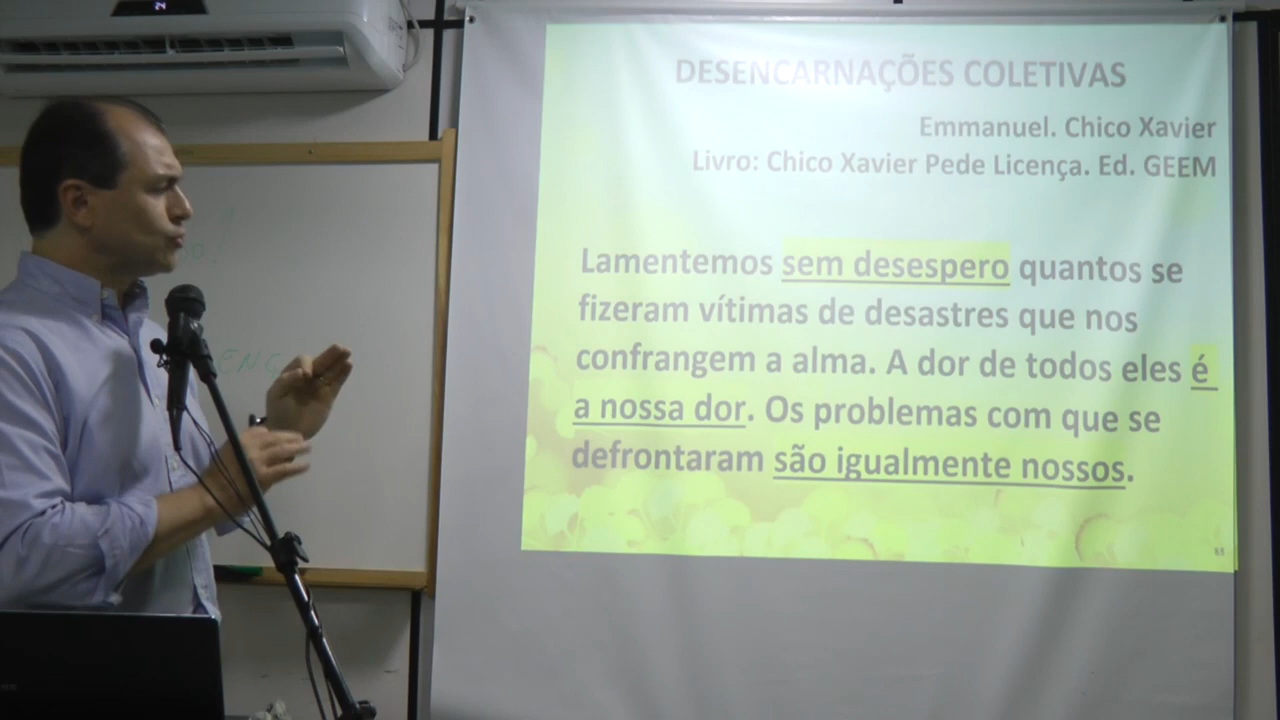 24
DESENCARNAÇÕES COLETIVAS
Emmanuel. Chico Xavier
Livro: Chico Xavier Pede Licença. Ed. GEEM
Lamentemos sem desespero quantos se
fizeram vítimas de desastres que nos
confrangem a alma. A dor de todos eles é
a nossa dor. Os problemas com que se
defrontaram são igualmente nossos.